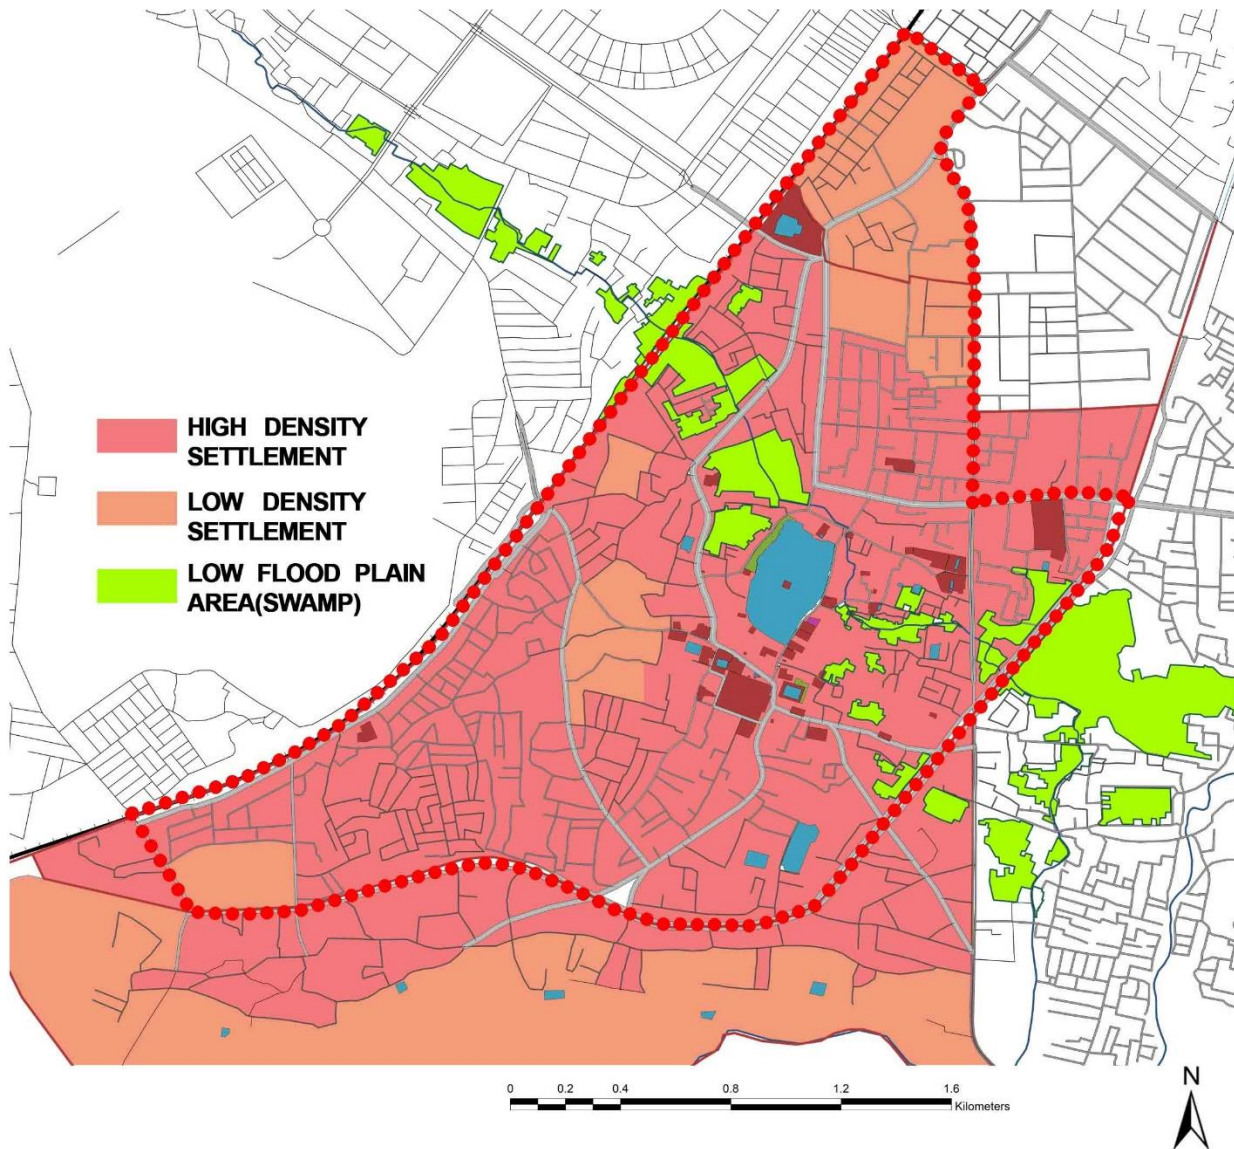 HIGH DENSITY
SETTLEMENT
LOW DENSITY
SETTLEMENT
LOW FLOOD PLAIN
AREA(SWAMP)
0 0.2 0.4 0.8 1.2 1.6
Kilometers
N